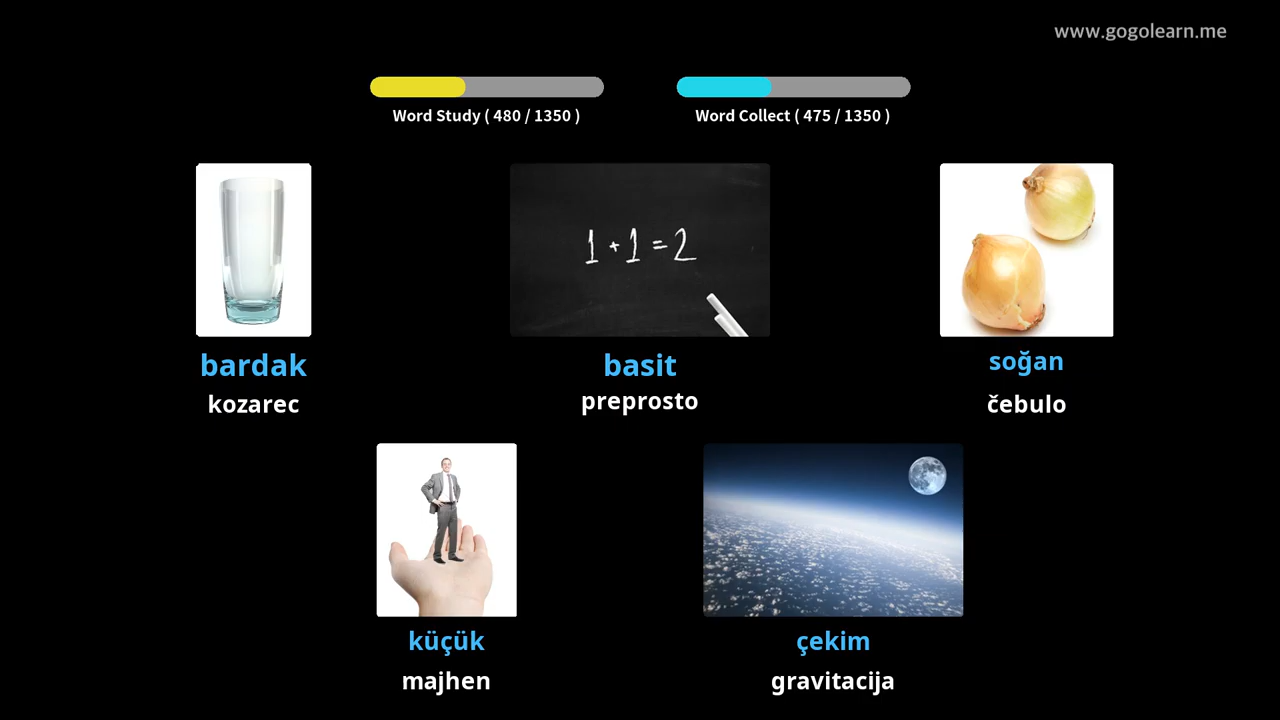 www.gogolearn.me
Word Study ( 480 / 1350 )
Word Collect ( 475 / 1350 )
1 + 1 = 2
bardak
basit
soğan
kozarec
preprosto
čebulo
küçük
çekim
majhen
gravitacija